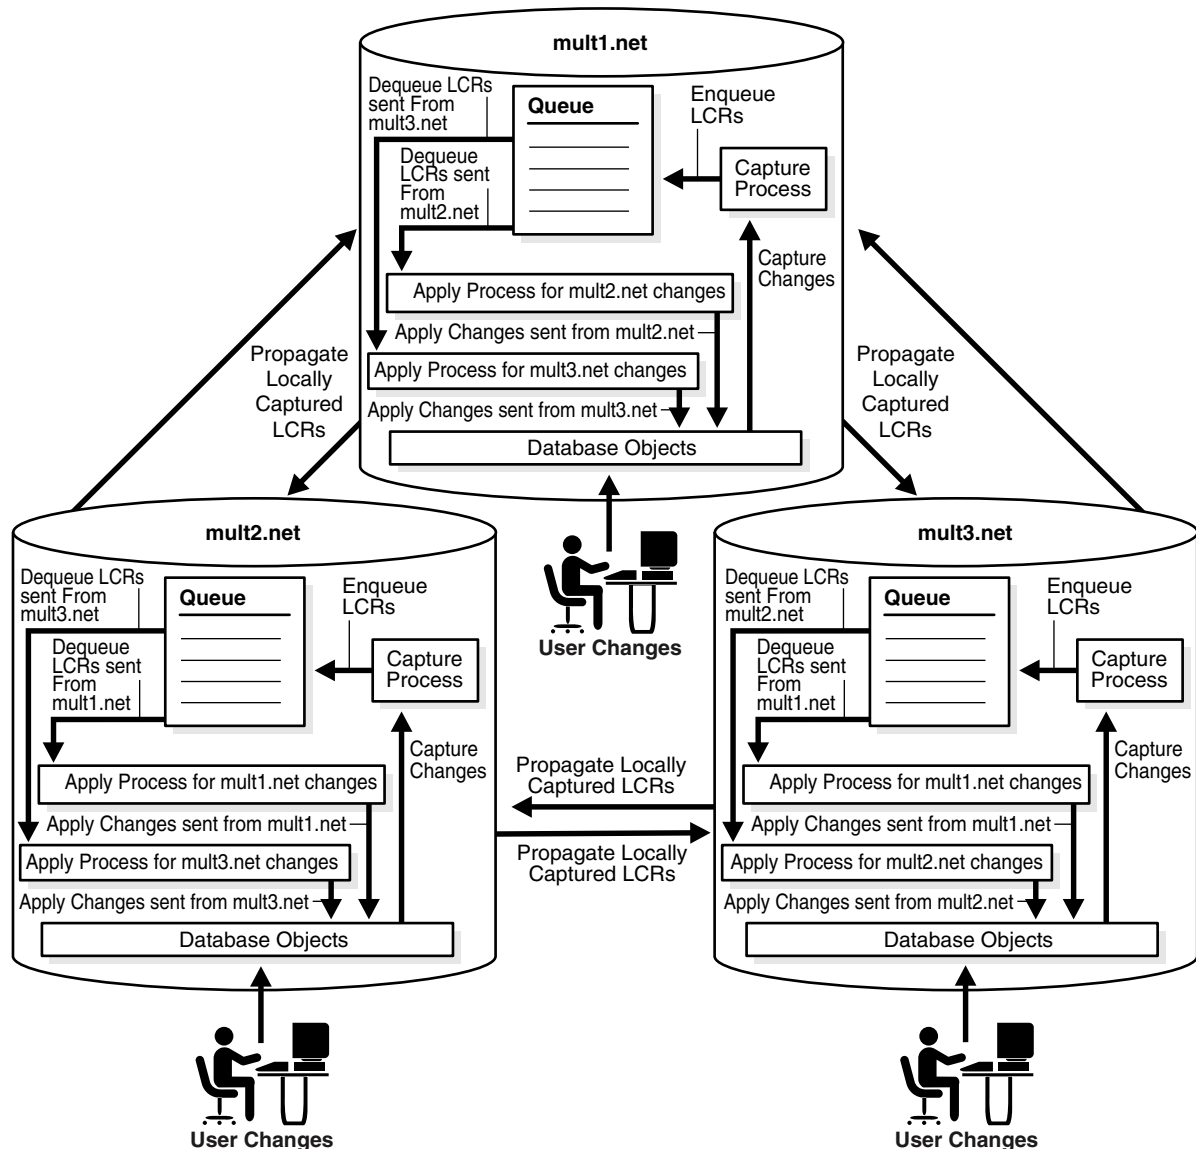 mult1.net
Dequeue LCRs
sent From
mult3.net
Queue
Enqueue
LCRs
Dequeue
LCRs sent
From
mult2.net
Capture
Process
Capture
Changes
Apply Process for mult2.net changes
Apply Changes sent from mult2.net
Apply Process for mult3.net changes
Apply Changes sent from mult3.net
Database Objects
Propagate
Locally
Captured
LCRs
Propagate
Locally
Captured
LCRs
User Changes
mult2.net
Dequeue LCRs
sent From
mult3.net
Queue
Enqueue
LCRs
Dequeue
LCRs sent
From
mult1.net
Capture
Process
Capture
Changes
Apply Process for mult1.net changes
Apply Changes sent from mult1.net
Apply Process for mult3.net changes
Apply Changes sent from mult3.net
Database Objects
User Changes
Propagate Locally
Captured LCRs
Propagate Locally
Captured LCRs
mult3.net
Dequeue LCRs
sent From
mult2.net
Queue
Enqueue
LCRs
Dequeue
LCRs sent
From
mult1.net
Capture
Process
Capture
Changes
Apply Process for mult1.net changes
Apply Changes sent from mult1.net
Apply Process for mult2.net changes
Apply Changes sent from mult2.net
Database Objects
User Changes